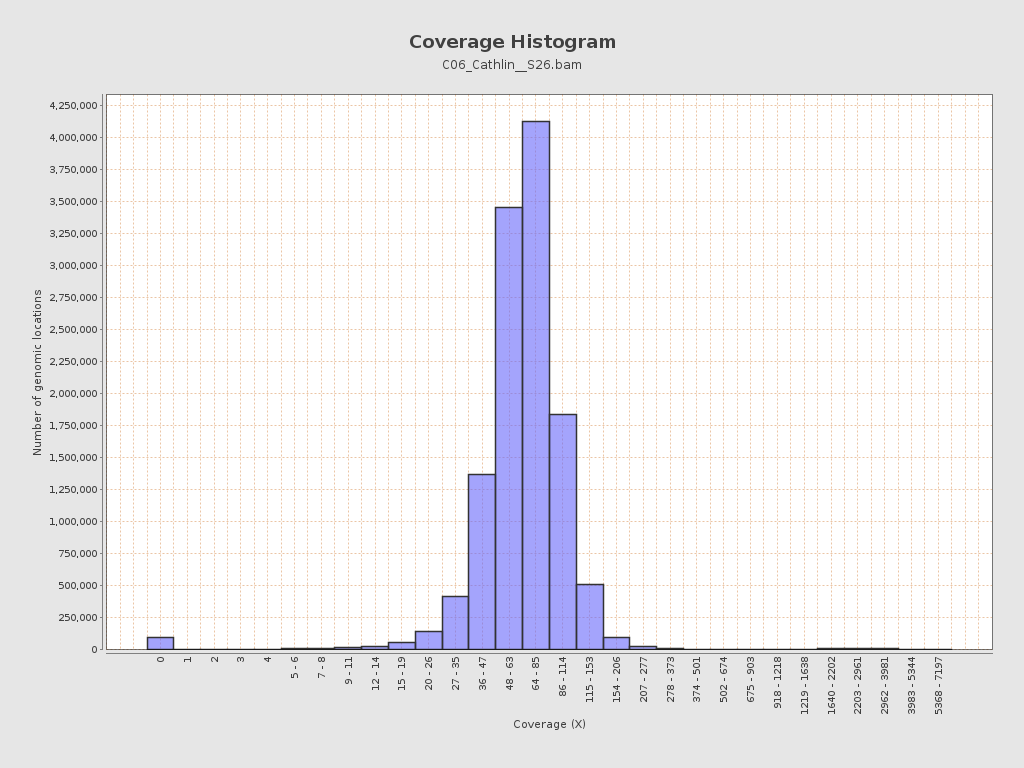 Coverage Histogram
C06_Cathlin__S26.bam
4,250,000
4,000,000
3,750,000
3,500,000
3,250,000
3,000,000
2,750,000
2,500,000
2,250,000
2,000,000
1,750,000
1,500,000
1,250,000
1,000,000
750,000
500,000
250,000
0
Number of genomic locations
0
1
2
3
4
5 - 6
7 - 8
9 - 11
12 - 14
15 - 19
20 - 26
27 - 35
36 - 47
48 - 63
64 - 85
86 - 114
115 - 153
154 - 206
207 - 277
278 - 373
374 - 501
502 - 674
675 - 903
918 - 1218
1219 - 1638
1640 - 2202
2203 - 2961
2962 - 3981
3983 - 5344
5368 - 7197
Coverage (X)